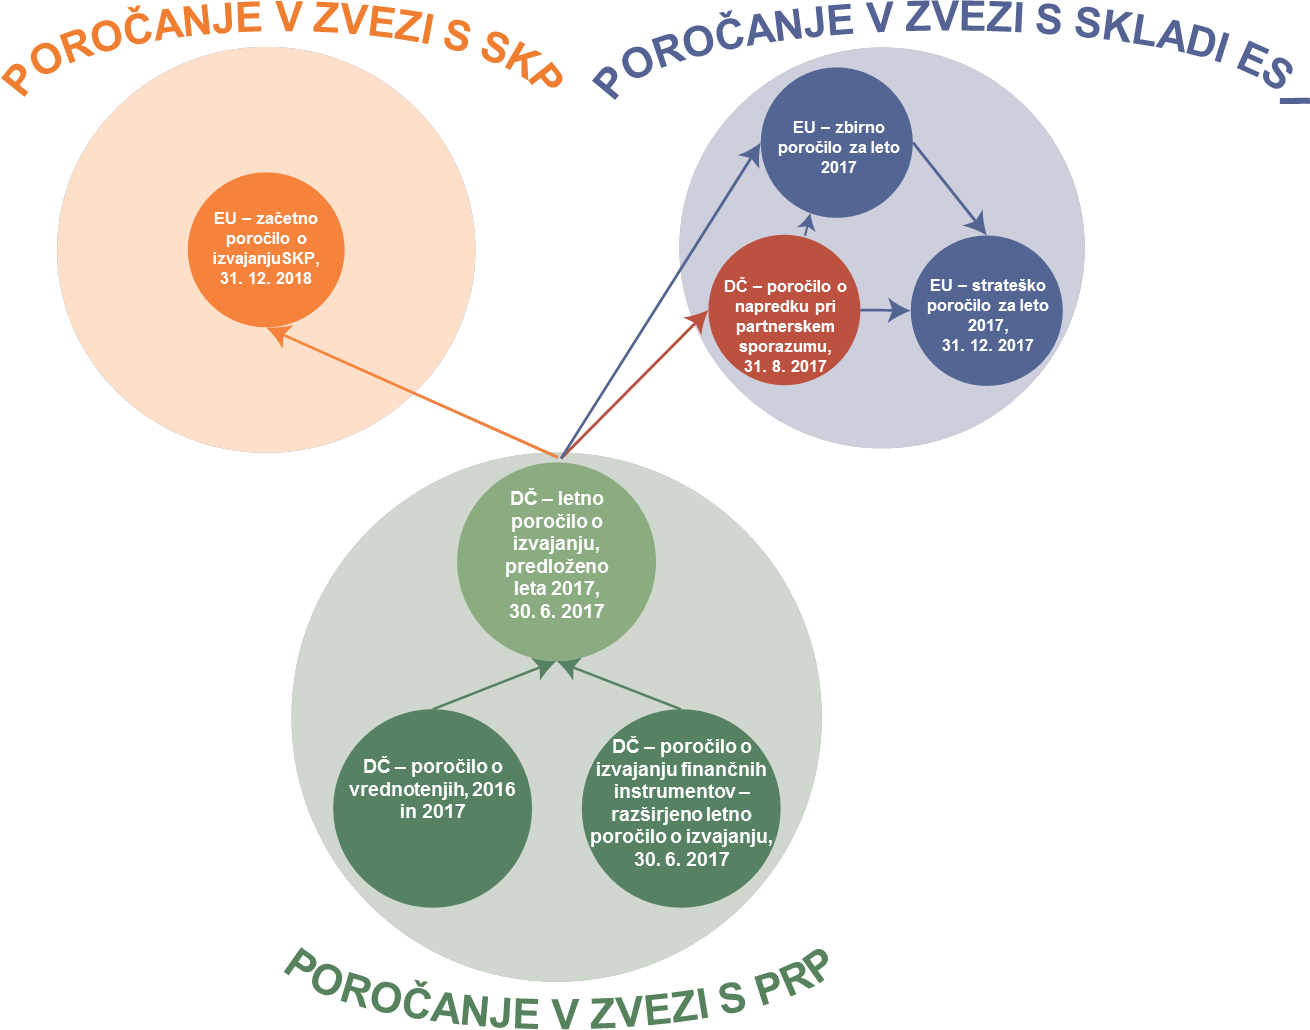 POROČANJE V ZVEZI S SKP
POROČANJE V ZVEZI S SKLADI ESI
EU – zbirno
poročilo za leto
2017
EU – začetno
poročilo o
izvajanju SKP,
31. 12. 2018
DČ – poročilo o
napredku pri
partnerskem
sporazumu,
31. 8. 2017
EU – strateško
poročilo za leto
2017,
31. 12. 2017
DČ – letno
poročilo o
izvajanju,
predloženo
leta 2017,
30. 6. 2017
DČ – poročilo o
vrednotenjih, 2016
in 2017
DČ – poročilo o
izvajanju finančnih
instrumentov –
razširjeno letno
poročilo o izvajanju,
30. 6. 2017
POROČANJE V ZVEZI S PRP